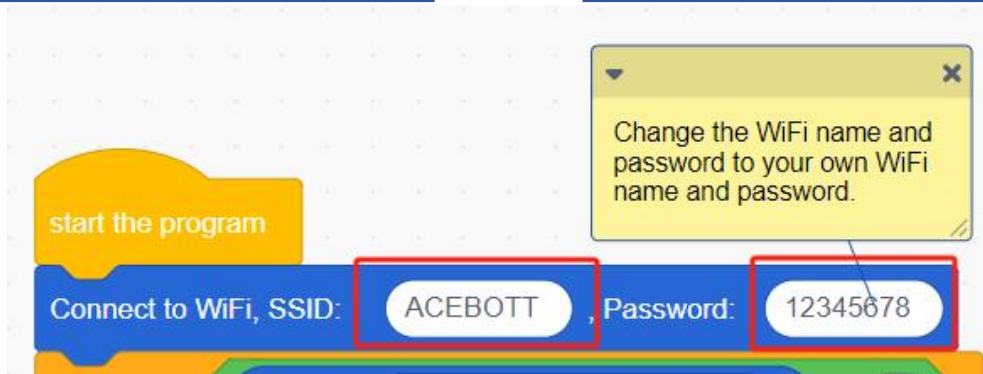 Change the WiFi name and
password to your own WiFi
name and password.
start the program
Connect to WiFi, SSID: ACEBOTT , Password: 12345678